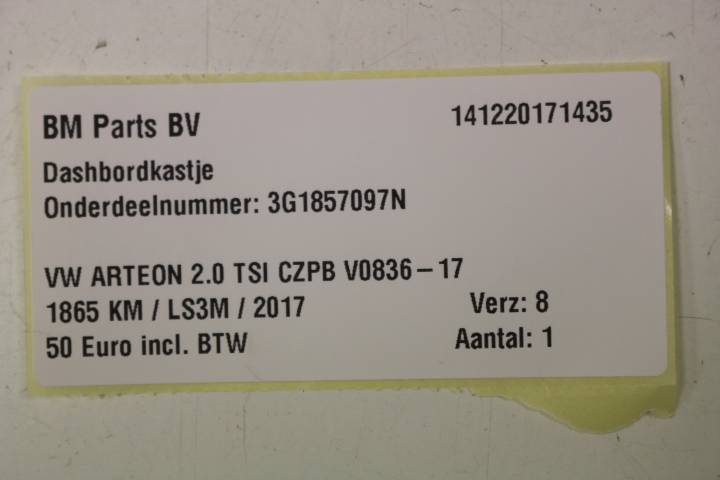 BM Parts BV 141220171435
Dashbordkastje
Onderdeelnummer: 3G1857097N
VW ARTEON 2.0 TSI CZPB V0836-17
1865 KM / LS3M / 2017 Verz: 8
50 Euro incl. BTW Aantal: 1